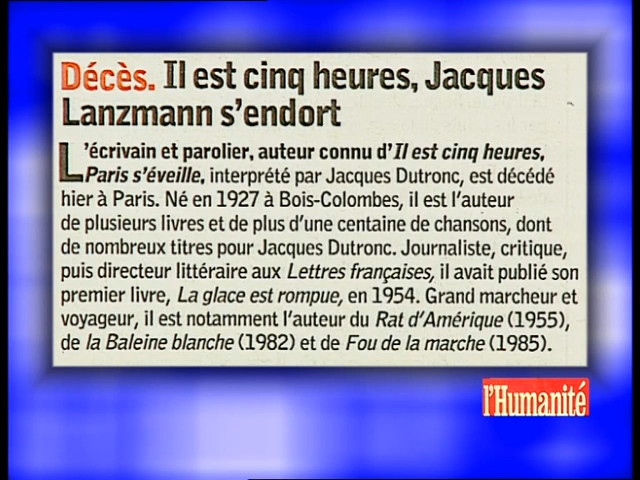 Décès. Il est cinq heures, Jacques
Lanzmann s'endort
L'écrivain et parolier, auteur connu d'Il est cinq heures,
Paris s'éveille, interprété par Jacques Dutronc, est décédé
hier à Paris. Né en 1927 à Bois-Colombes, il est l'auteur
de plusieurs livres et de plus d'une centaine de chansons, dont
de nombreux titres pour Jacques Dutronc. Journaliste, critique,
puis directeur littéraire aux Lettres françaises, il avait publié son
premier livre, La glace est rompue, en 1954. Grand marcheur et
voyageur, il est notamment l'auteur du Rat d'Amérique (1955),
de la Baleine blanche (1982) et de Fou de la marche (1985).
l'Humanité